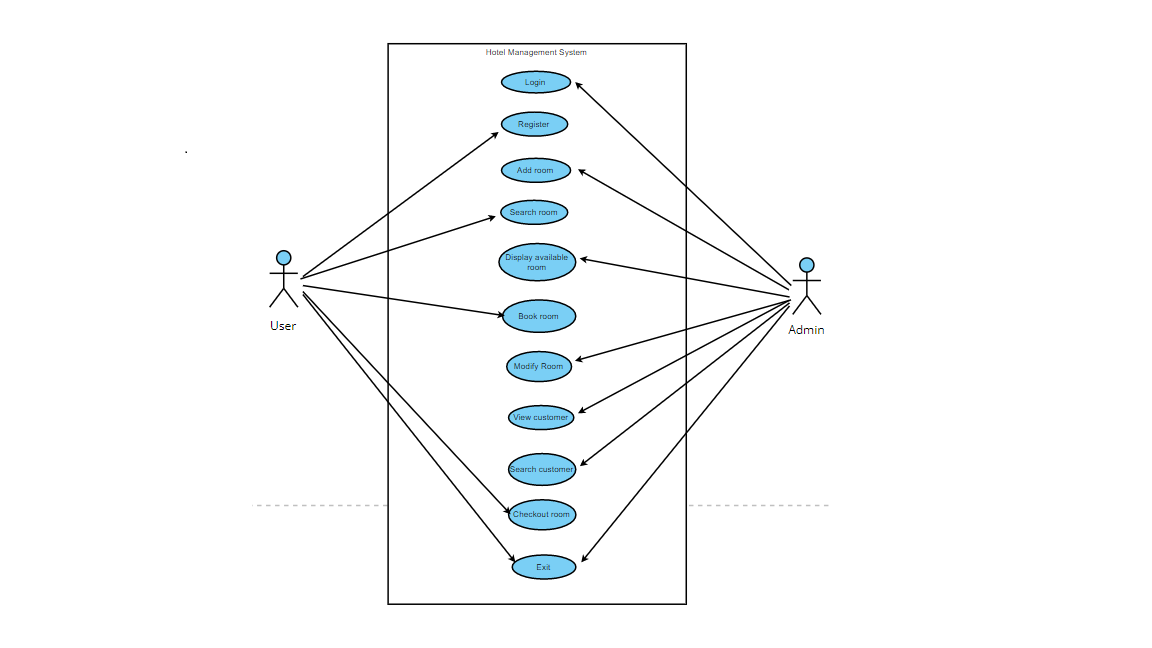 Hotel Management System
Login
Register
Add room
Search room
Display available
room
Book room
Modify Room
View customer
Search customer
Checkout room
Exit
User
Admin